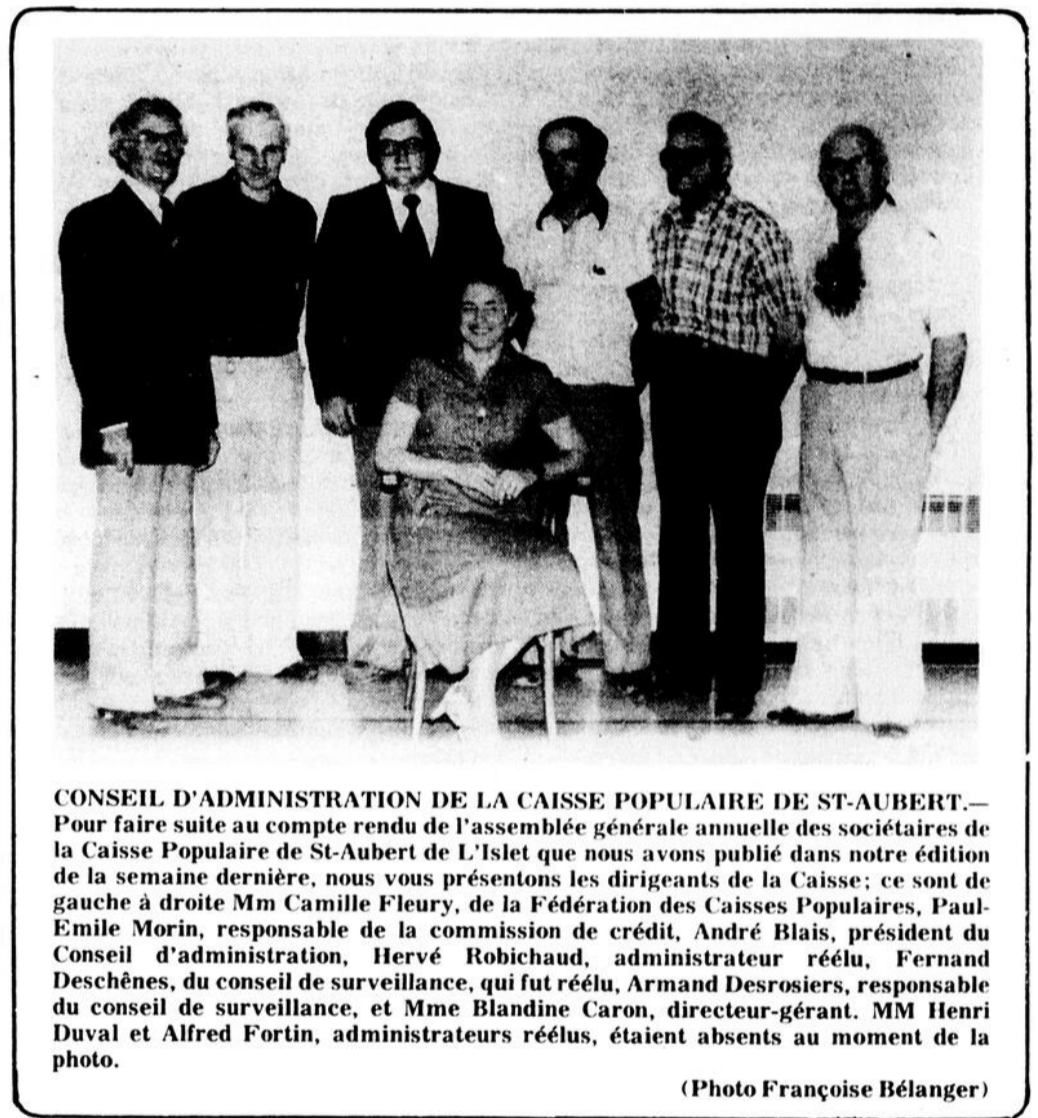 CONSEIL D'ADMINISTRATION DE LA CAISSE POPULAIRE DE ST-AUBERT.—
Pour faire suite au compte rendu de l'assemblée générale annuelle des sociétaires de
la Caisse Populaire de St-Aubert de L'Islet que nous avons publié dans notre édition
de la semaine dernière, nous vous présentons les dirigeants de la Caisse; ce sont de
gauche à droite Mm Camille Fleury, de la Fédération des Caisses Populaires, Paul-
Emile Morin, responsable de la commission de crédit, André Blais, président du
Conseil d'administration, Hervé Robichaud, administrateur réélu, Fernand
Deschênes, du conseil de surveillance, qui fut réélu, Armand Desrosiers, responsable
du conseil de surveillance, et Mme Blandine Caron, directeur-gérant. MM Henri
Duval et Alfred Fortin, administrateurs réélus, étaient absents au moment de la
photo.
(Photo Françoise Bélanger)